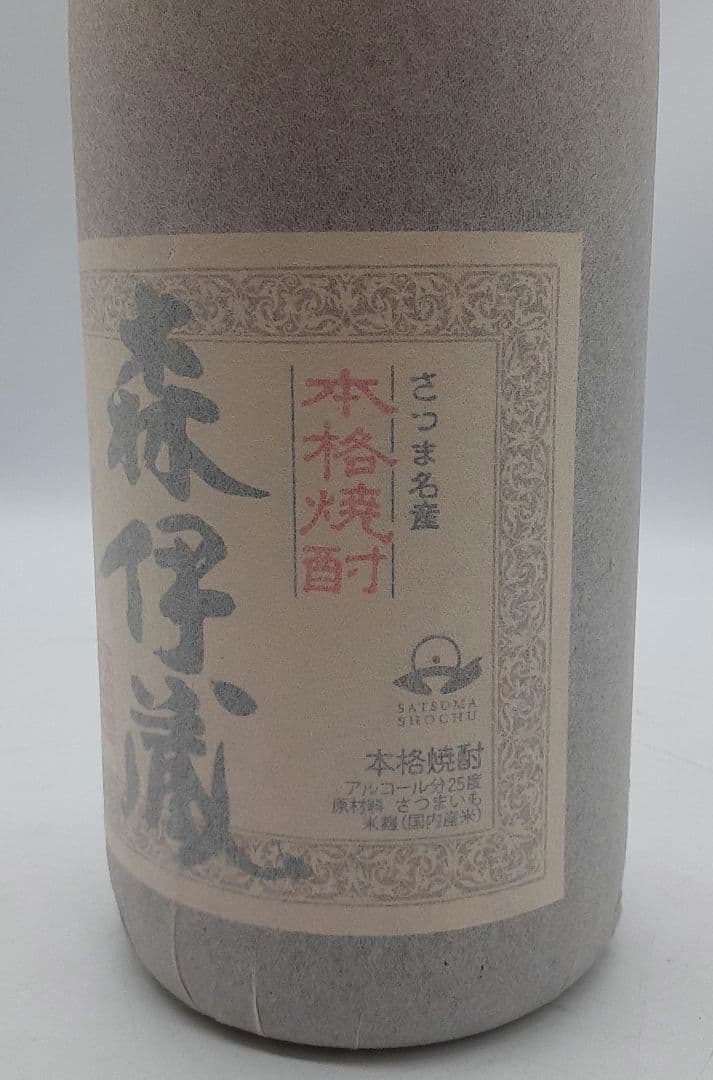 さつま名産
本格焼酎
森伊蔵
SATSUMA
SHOCHU
本格焼酎
アルコール分25度
原材料 さつまいも
米麹(国内産米)